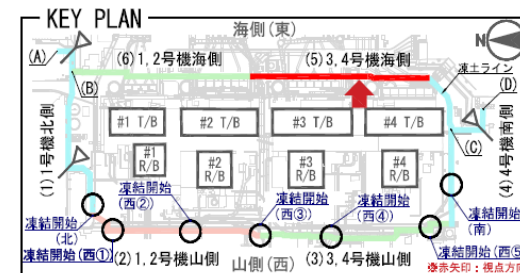 KEY PLAN
海側(東)
N
(A)
(6)1,2号機海側
(5)3,4号機海側
凍土ライン
(B)
(D)
#1 T/B
#2 T/B
#3 T/B
#4 T/B
(C)
(1)1号機北側
#1
R/B
#2
R/B
#3
R/B
#4
R/B
(4)4号機南側
凍結開始
(西②)
凍結開始
(西③)
凍結開始
(西④)
凍結開始
(北)
凍結開始
(南)
凍結開始(西①)
(2)1,2号機山側
(3)3,4号機山側
凍結開始(西⑤)
山側(西)
※赤矢印:視点方向